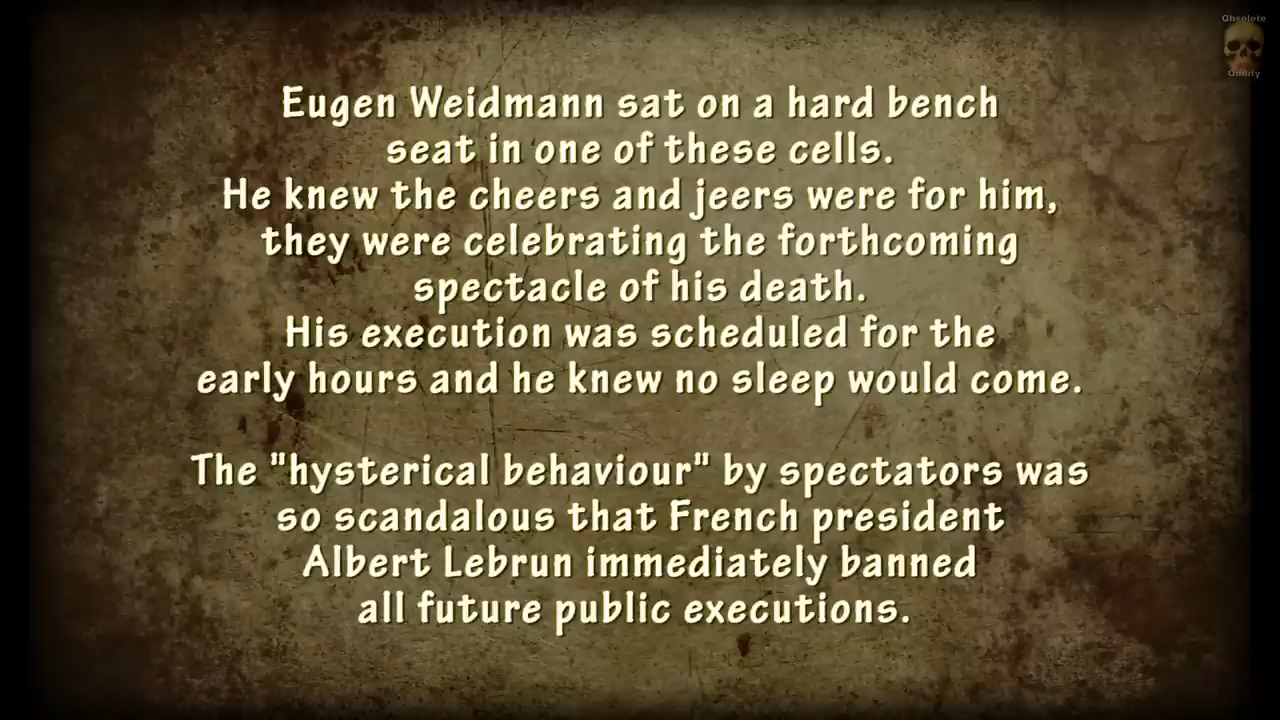 Obsolete
Oddity
Eugen Weidmann sat on a hard bench
seat in one of these cells.
He knew the cheers and jeers were for him,
they were celebrating the forthcoming
spectacle of his death.
His execution was scheduled for the
early hours and he knew no sleep would come.
The "hysterical behaviour" by spectators was
so scandalous that French president
Albert Lebrun immediately banned
all future public executions.